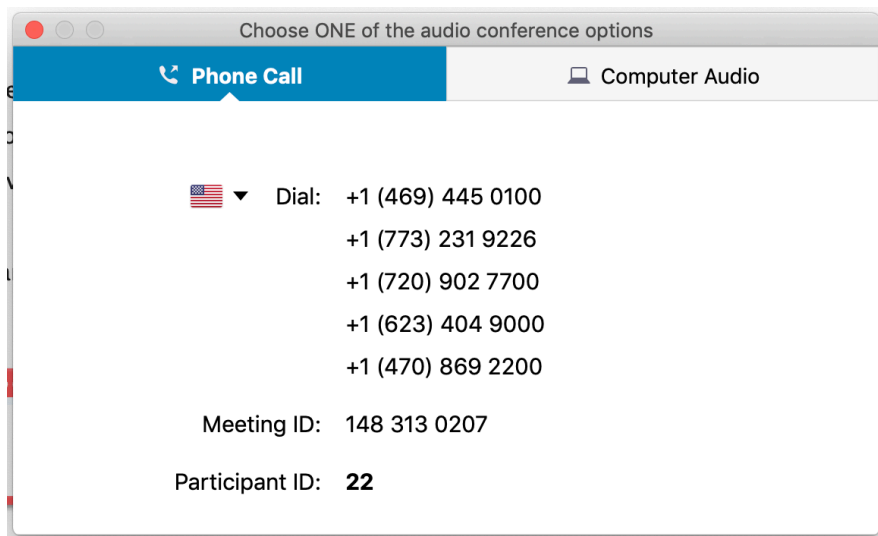 Choose ONE of the audio conference options
Phone Call
Computer Audio
Dial: +1 (469) 445 0100
+1 (773) 231 9226
+1 (720) 902 7700
+1 (623) 404 9000
+1 (470) 869 2200
Meeting ID: 148 313 0207
Participant ID: 22